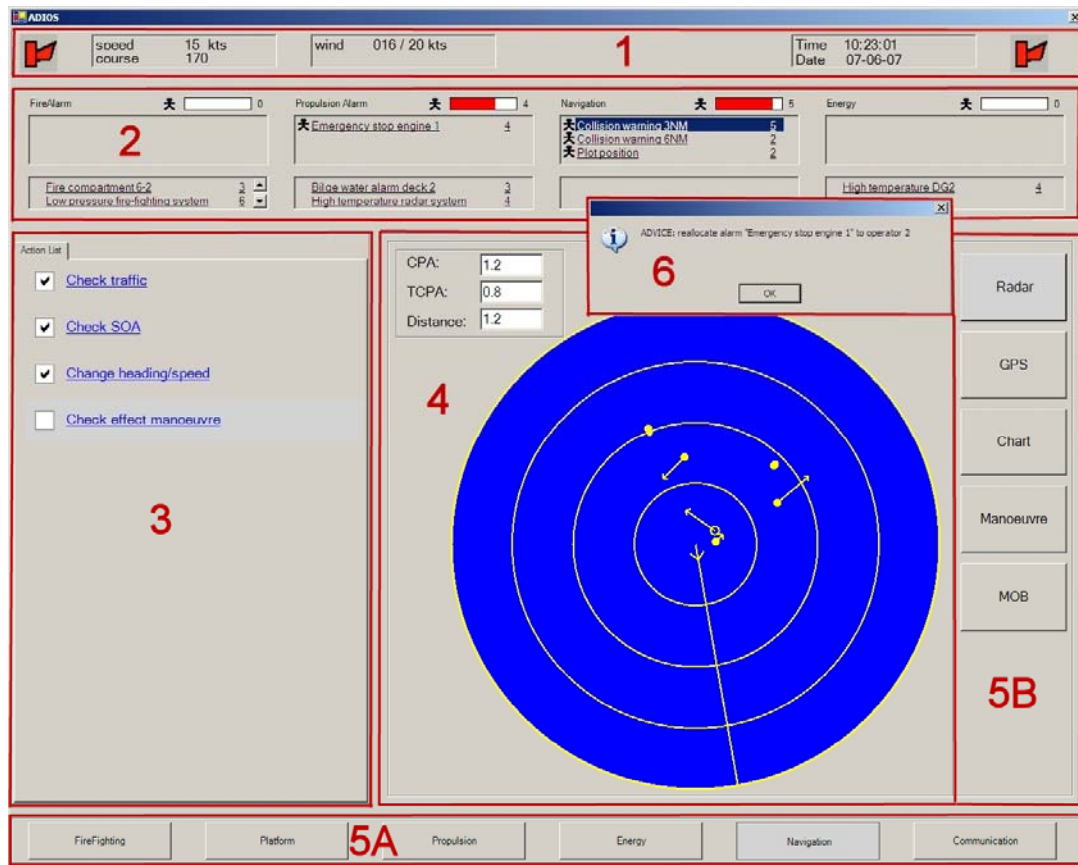 ADIOS
speed 15 kts
course 170
wind 016 / 20 kts
1
Time 10:23:01
Date 07-06-07
FireAlarm 0
Propulsion Alarm 4
Navigation 5
Energy 0
2
Emergency stop engine 1 4
Collision warning 3NM 5
Collision warning 6NM 2
Plot position 2
Fire compartment 6-2 3
Low pressure fire-fighting system 6
Bilge water alarm deck 2 3
High temperature radar system 4
High temperature DG2 4
ADVICE: reallocate alarm "Emergency stop engine 1" to operator 2
6
OK
Action List
Check traffic
Check SOA
Change heading/speed
Check effect manoeuvre
3
CPA: 1.2
TCPA: 0.8
Distance: 1.2
4
Radar
GPS
Chart
Manoeuvre
MOB
5B
FireFighting
Platform
5A
Propulsion
Energy
Navigation
Communication